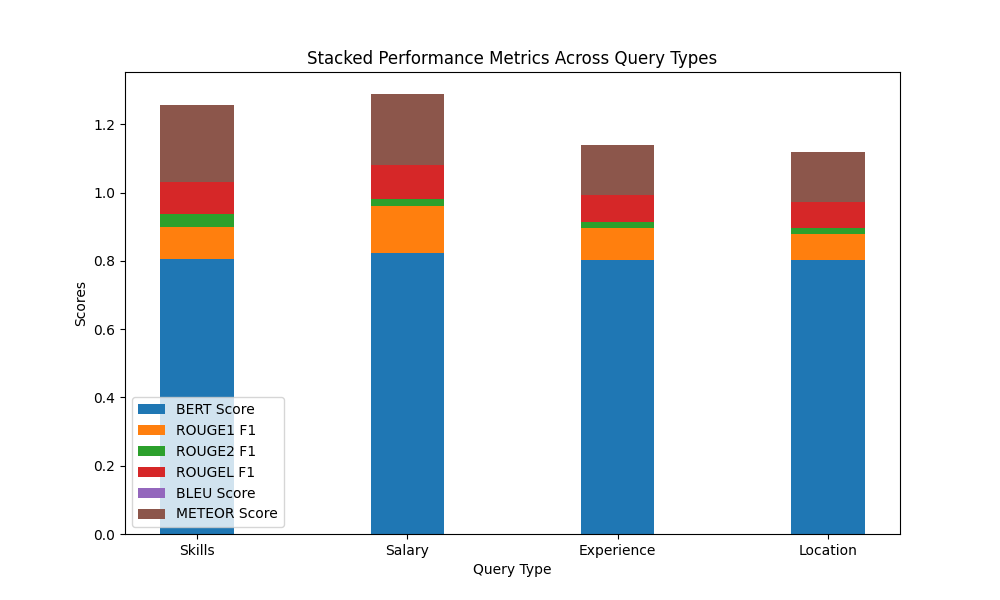 Stacked Performance Metrics Across Query Types
Scores
1.2
1.0
0.8
0.6
0.4
0.2
0.0
BERT Score
ROUGE1 F1
ROUGE2 F1
ROUGEL F1
BLEU Score
METEOR Score
Skills
Salary
Experience
Location
Query Type